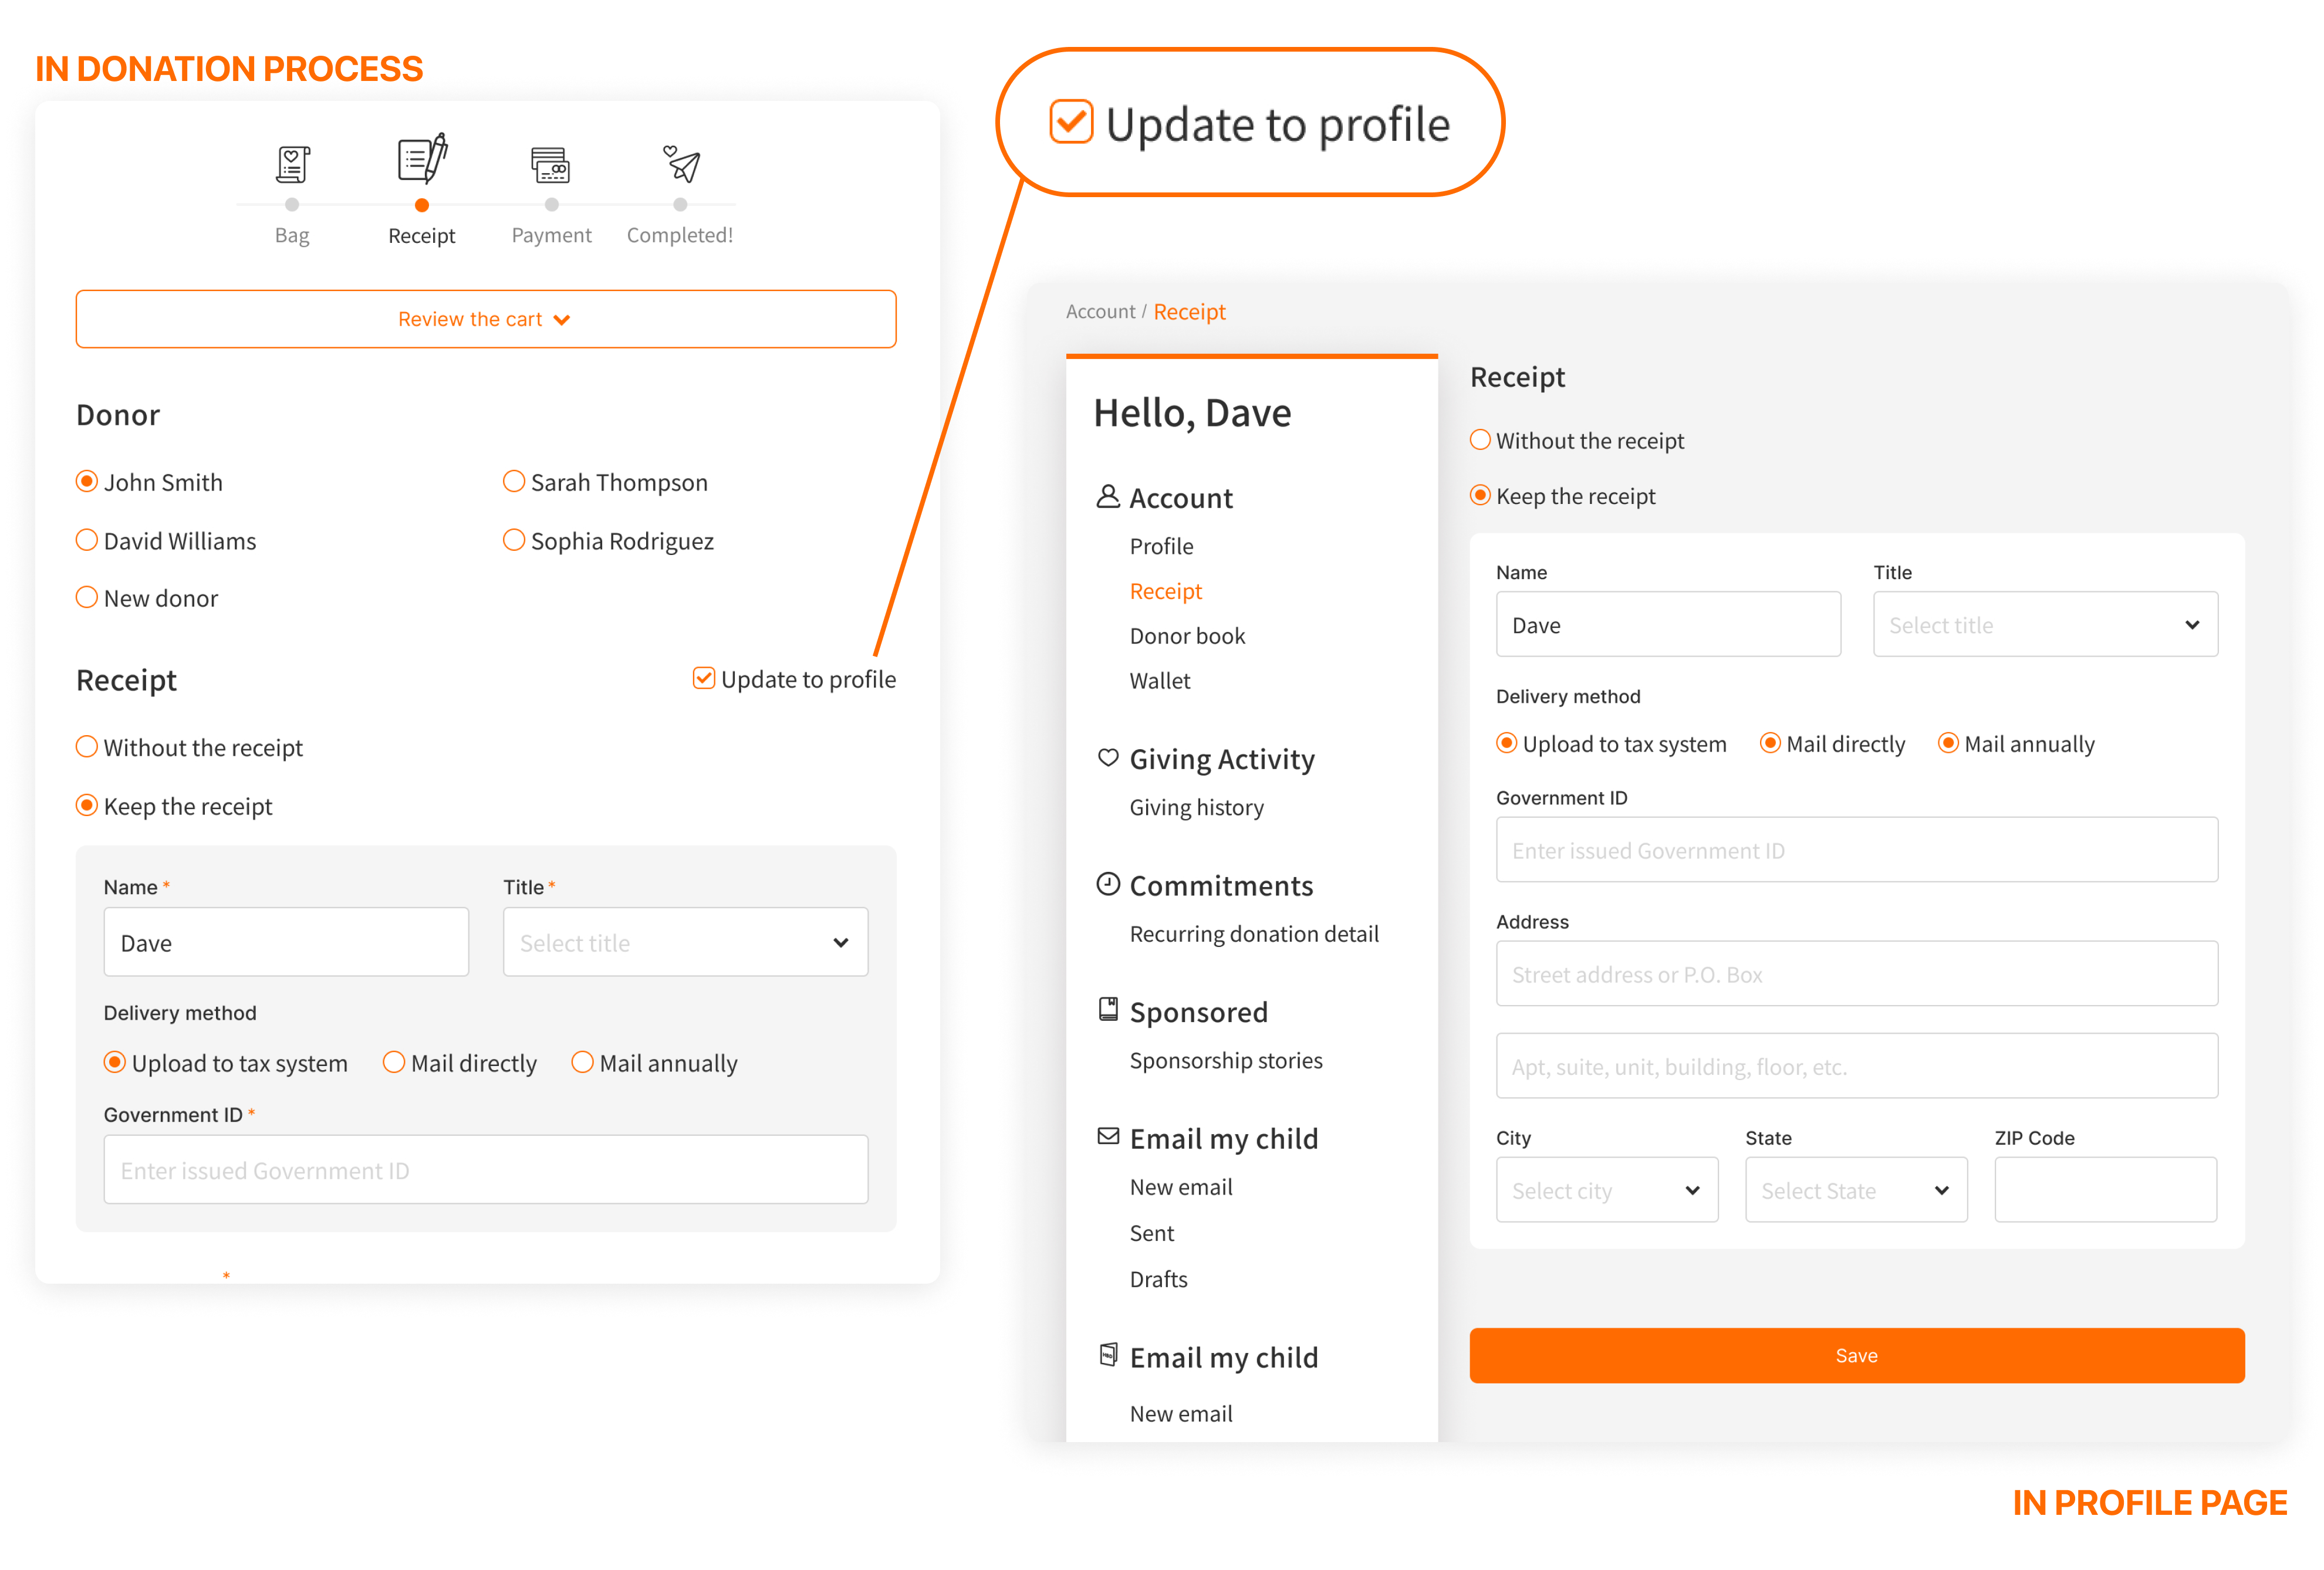 IN DONATION PROCESS
Bag
Receipt
Payment
Completed!
Review the cart
Donor
John Smith
Sarah Thompson
David Williams
Sophia Rodriguez
New donor
Receipt
Update to profile
Without the receipt
Keep the receipt
Name *
Title *
Dave
Select title
Delivery method
Upload to tax system
Mail directly
Mail annually
Government ID *
Enter issued Government ID
*
Update to profile
Account / Receipt
Hello, Dave
Account
Profile
Receipt
Donor book
Wallet
Giving Activity
Giving history
Commitments
Recurring donation detail
Sponsored
Sponsorship stories
Email my child
New email
Sent
Drafts
Email my child
New email
Receipt
Without the receipt
Keep the receipt
Name
Title
Dave
Select title
Delivery method
Upload to tax system
Mail directly
Mail annually
Government ID
Enter issued Government ID
Address
Street address or P.O. Box
Apt, suite, unit, building, floor, etc.
City
State
ZIP Code
Select city
Select State
Save
IN PROFILE PAGE